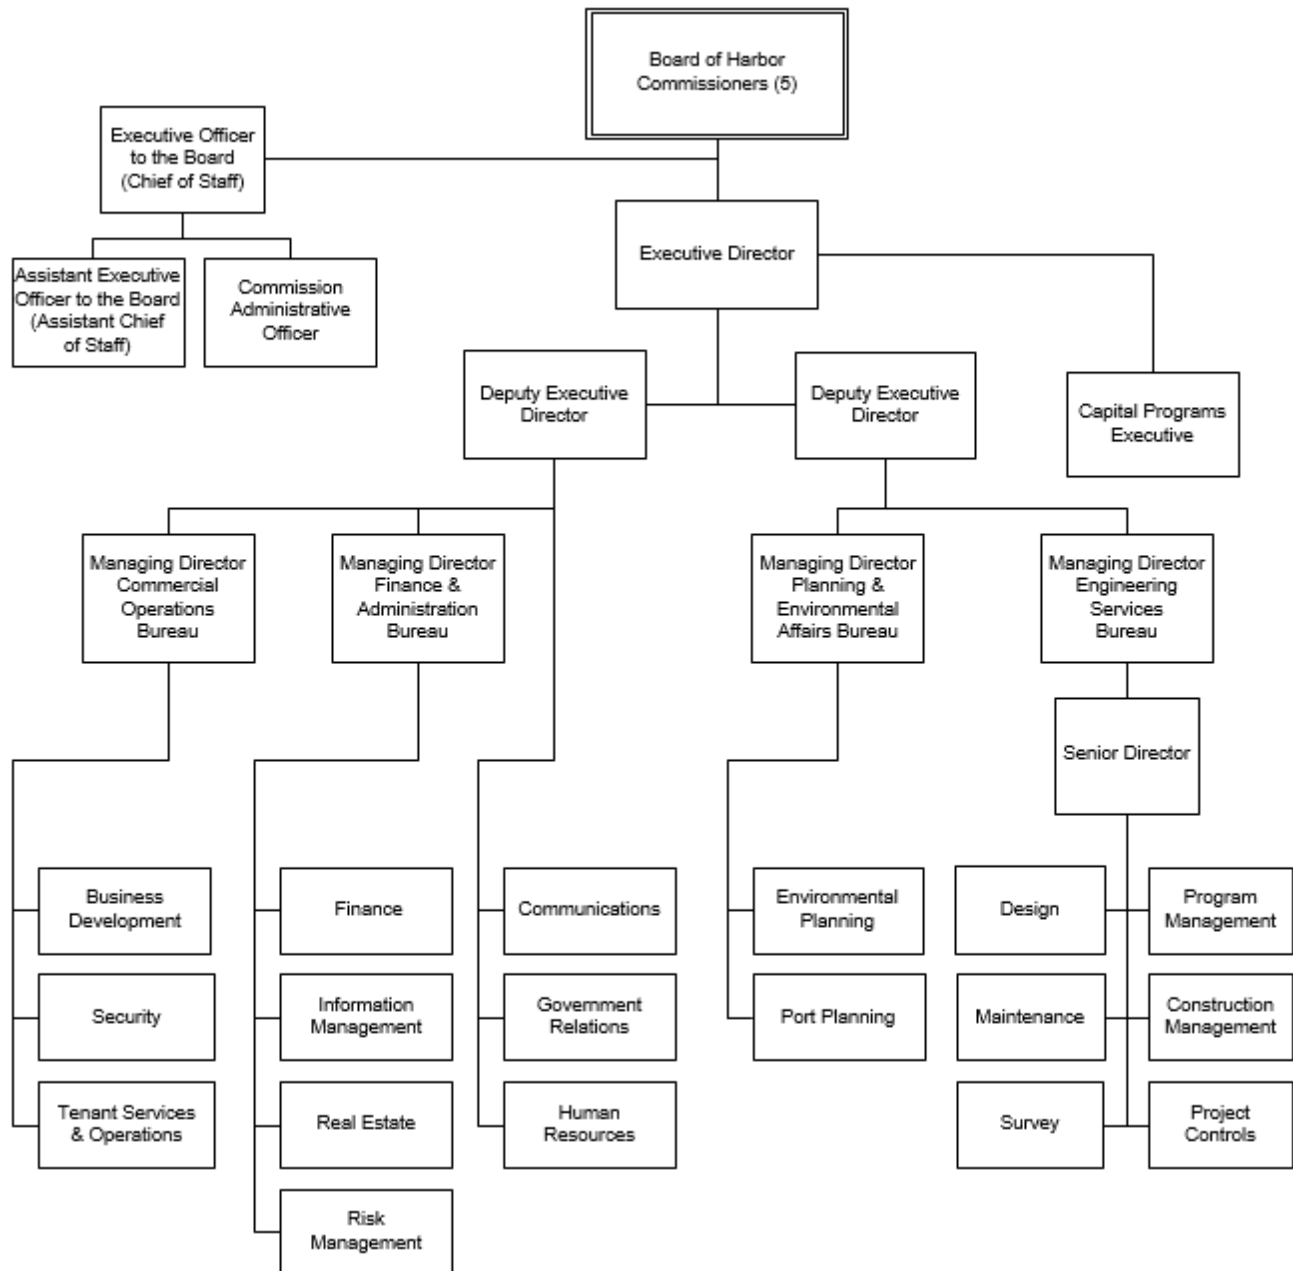 Board of Harbor
Commissioners (5)
Executive Officer
to the Board
(Chief of Staff)
Executive Director
Assistant Executive
Officer to the Board
(Assistant Chief
of Staff)
Commission
Administrative
Officer
Deputy Executive
Director
Deputy Executive
Director
Capital Programs
Executive
Managing Director
Commercial
Operations
Bureau
Managing Director
Finance &
Administration
Bureau
Managing Director
Planning &
Environmental
Affairs Bureau
Managing Director
Engineering
Services
Bureau
Senior Director
Business
Development
Finance
Communications
Environmental
Planning
Design
Program
Management
Security
Information
Management
Government
Relations
Port Planning
Maintenance
Construction
Management
Tenant Services
& Operations
Real Estate
Human
Resources
Survey
Project
Controls
Risk
Management